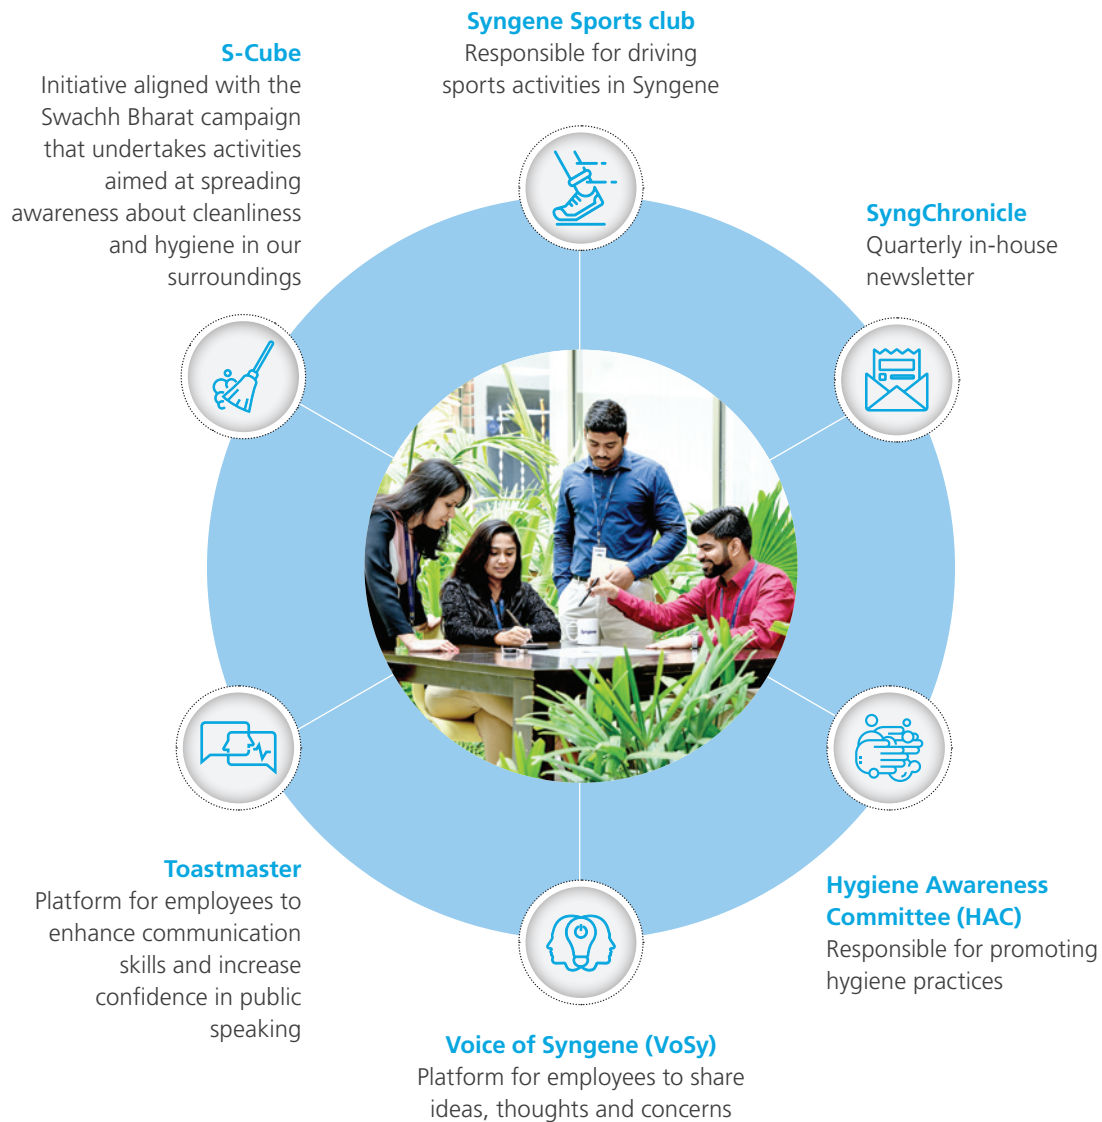 Syngene Sports club
Responsible for driving
sports activities in Syngene
SyngChronicle
Quarterly in-house
newsletter
Hygiene Awareness
Committee (HAC)
Responsible for promoting
hygiene practices
Voice of Syngene (VoSy)
Platform for employees to share
ideas, thoughts and concerns
Toastmaster
Platform for employees to
enhance communication
skills and increase
confidence in public
speaking
S-Cube
Initiative aligned with the
Swachh Bharat campaign
that undertakes activities
aimed at spreading
awareness about cleanliness
and hygiene in our
surroundings
Syngene